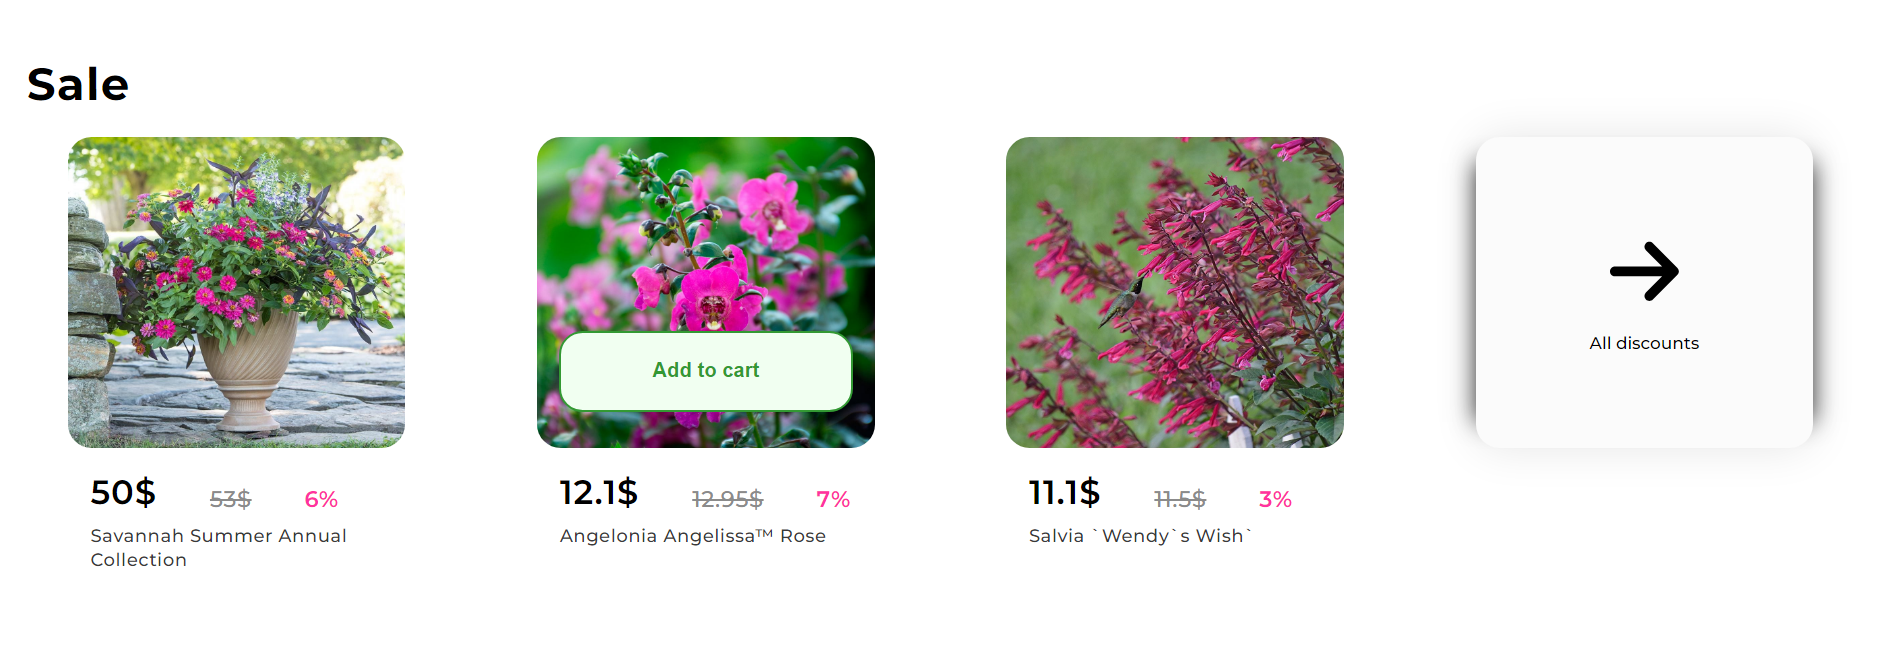 Sale
Add to cart
All discounts
50$ 53$ 6%
Savannah Summer Annual
Collection
12.1$ 12.95$ 7%
Angelonia Angelissa™ Rose
11.1$ 11.5$ 3%
Salvia `Wendy`s Wish`